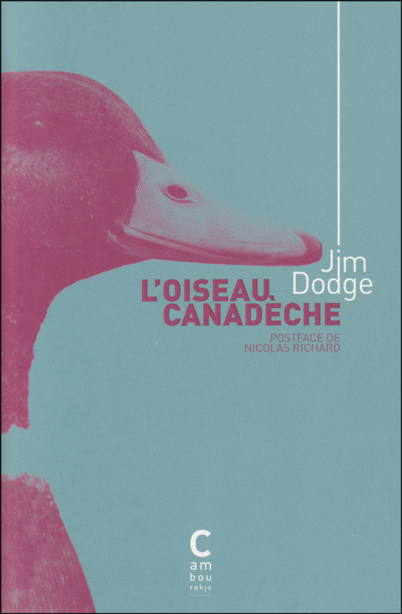 Jim
Dodge
L'OISEAU
CANADÈCHE
POSTFACE DE
NICOLAS RICHARD
C
am
bou
rakis